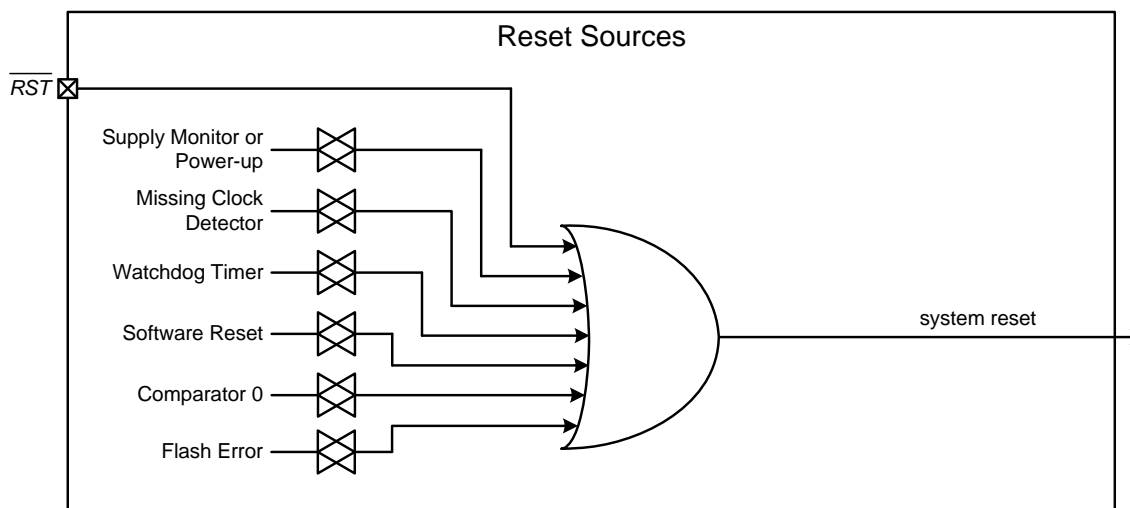 Reset Sources
RST
Supply Monitor or
Power-up
Missing Clock
Detector
Watchdog Timer
Software Reset
Comparator 0
Flash Error
system reset